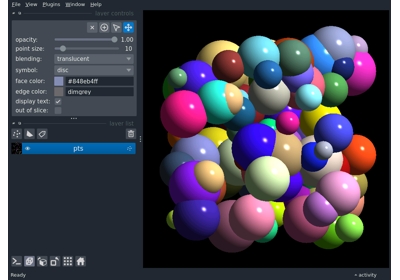 File View Plugins Window Help
layer controls
opacity: 1.00
point size: 10
blending: translucent
symbol: disc
face color: #848eb4ff
edge color: dimgrey
display text: ✓
out of slice:
layer list
pts
Ready
activity